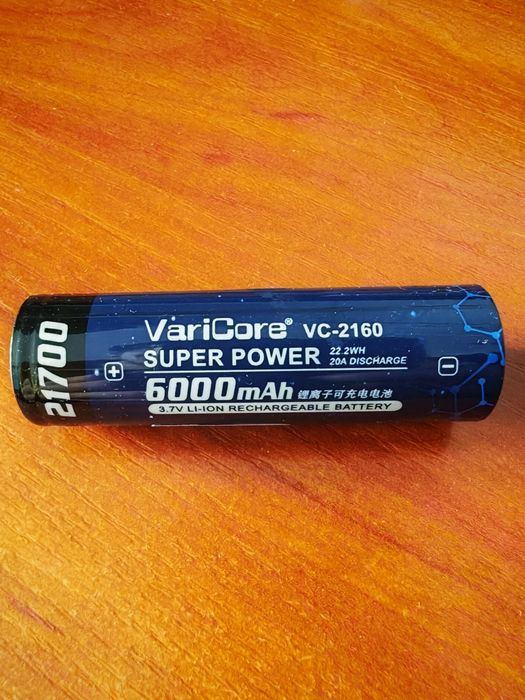 21700
VariCore® VC-2160
SUPER POWER 22.2WH
20A DISCHARGE
6000mAh 锂离子可充电电池
3.7V LI-ION RECHARGEABLE BATTERY
+
-